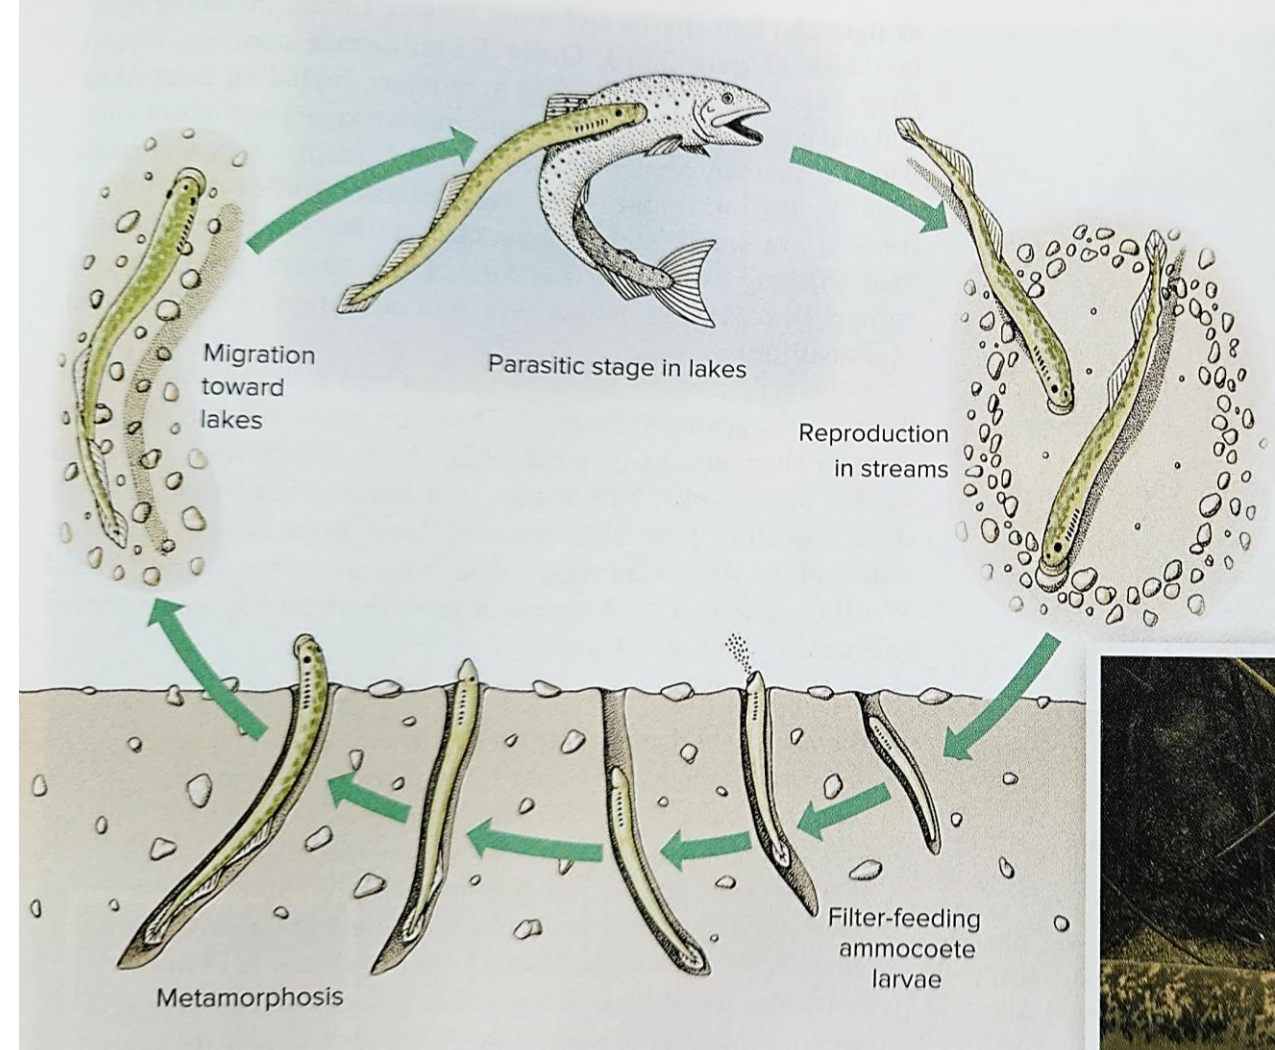 Migration
toward
lakes
Parasitic stage in lakes
Reproduction
in streams
Filter-feeding
ammocoete
larvae
Metamorphosis